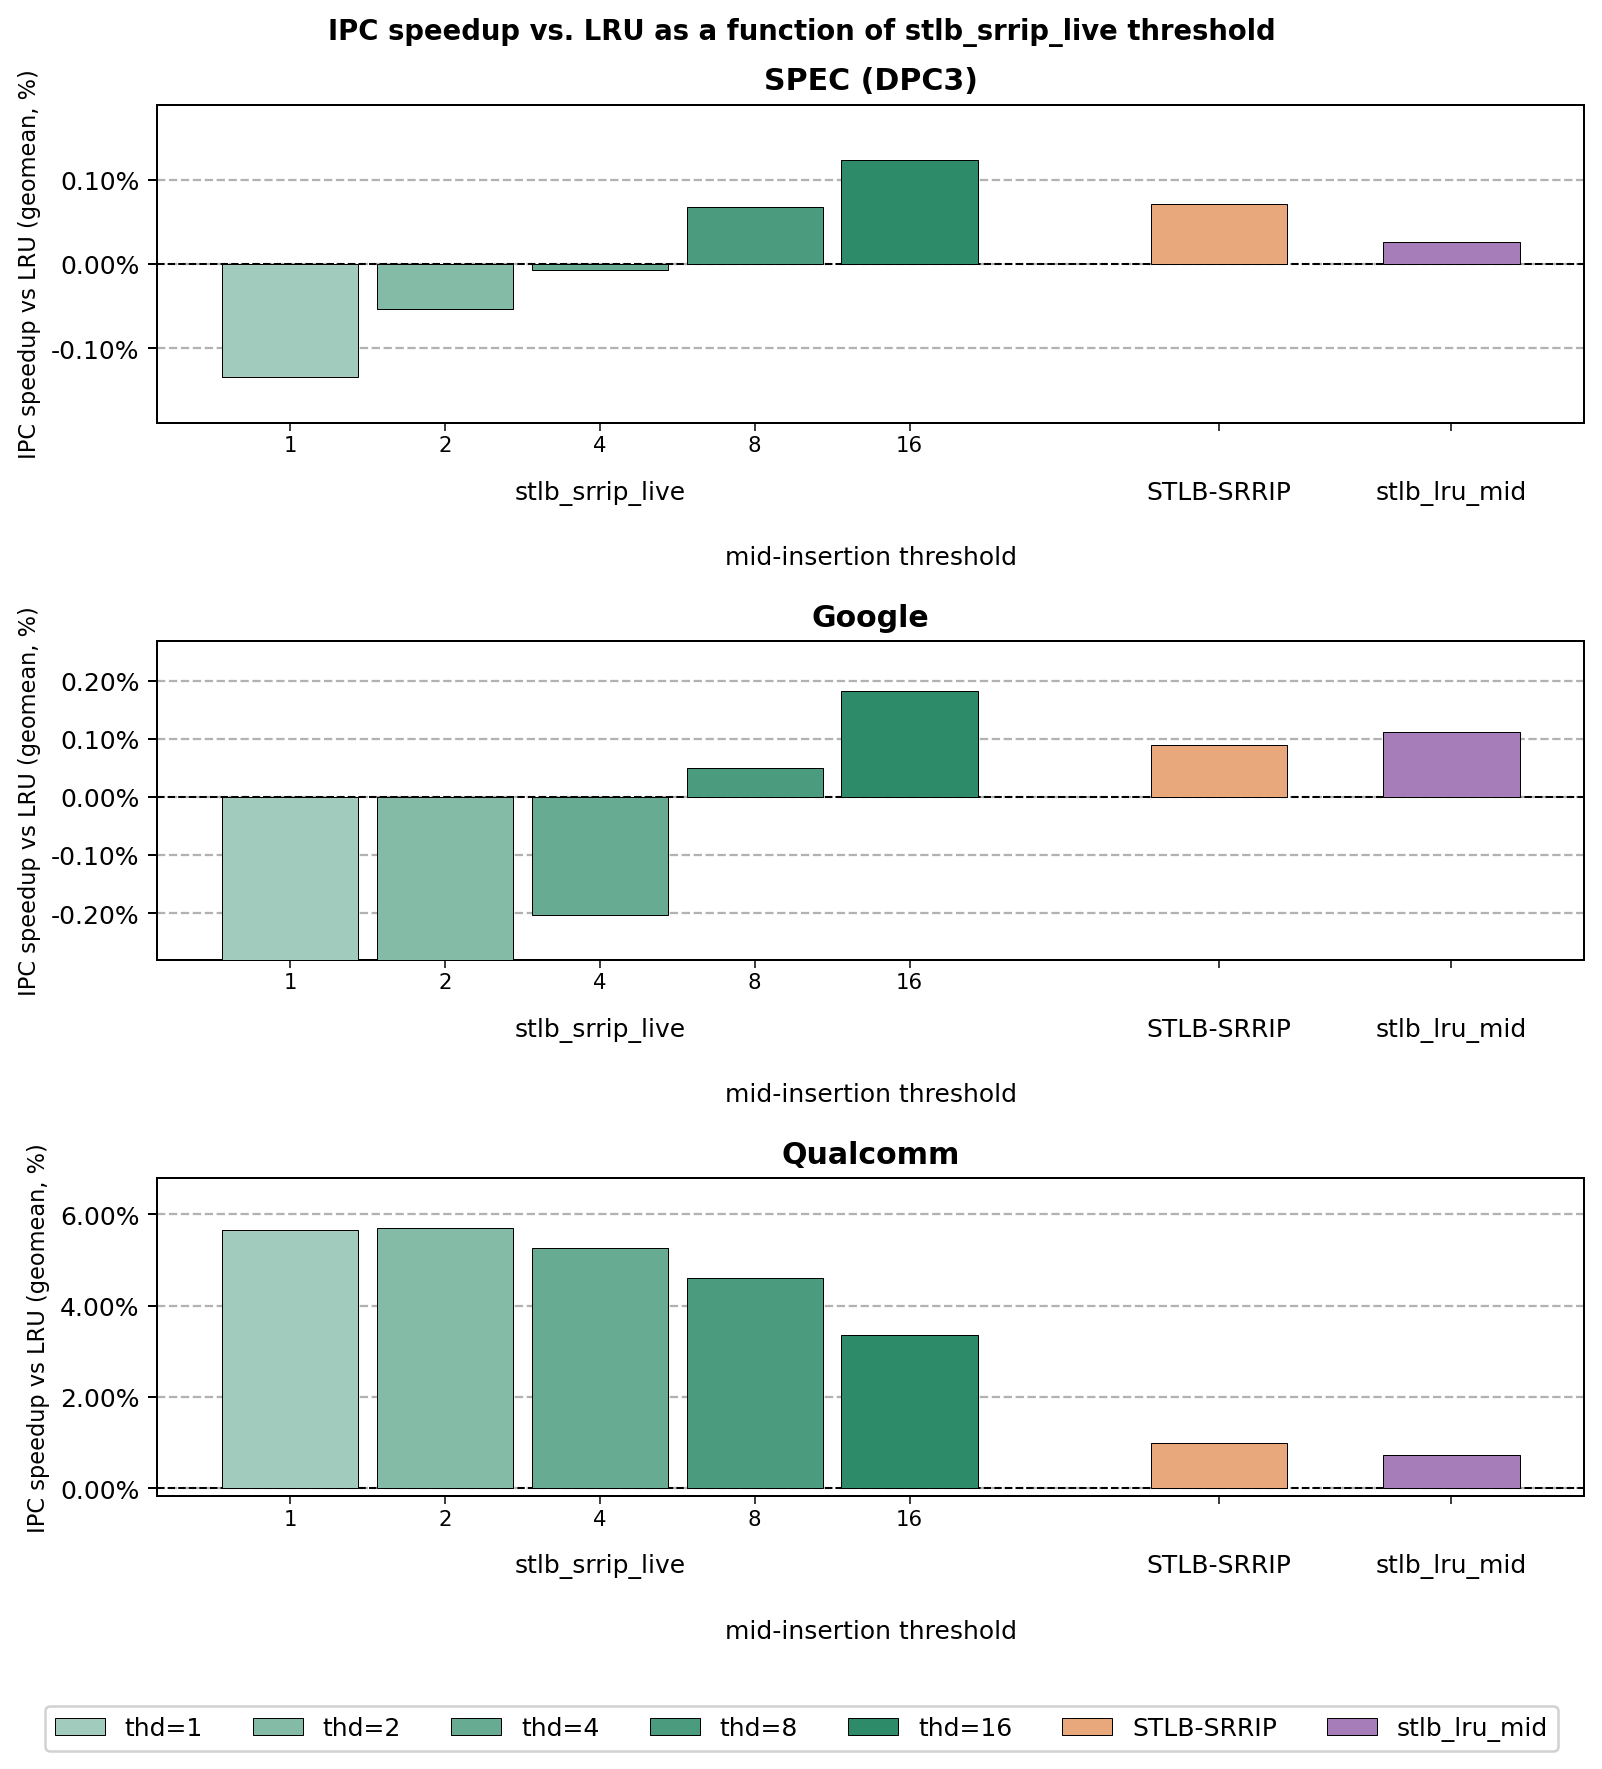 IPC speedup vs. LRU as a function of stlb_srrip_live threshold
SPEC (DPC3)
IPC speedup vs LRU (geomean, %)
0.10%
0.00%
-0.10%
1 2 4 8 16
stlb_srrip_live STLB-SRRIP stlb_lru_mid
mid-insertion threshold
Google
IPC speedup vs LRU (geomean, %)
0.20%
0.10%
0.00%
-0.10%
-0.20%
1 2 4 8 16
stlb_srrip_live STLB-SRRIP stlb_lru_mid
mid-insertion threshold
Qualcomm
IPC speedup vs LRU (geomean, %)
6.00%
4.00%
2.00%
0.00%
1 2 4 8 16
stlb_srrip_live STLB-SRRIP stlb_lru_mid
mid-insertion threshold
thd=1 thd=2 thd=4 thd=8 thd=16 STLB-SRRIP stlb_lru_mid